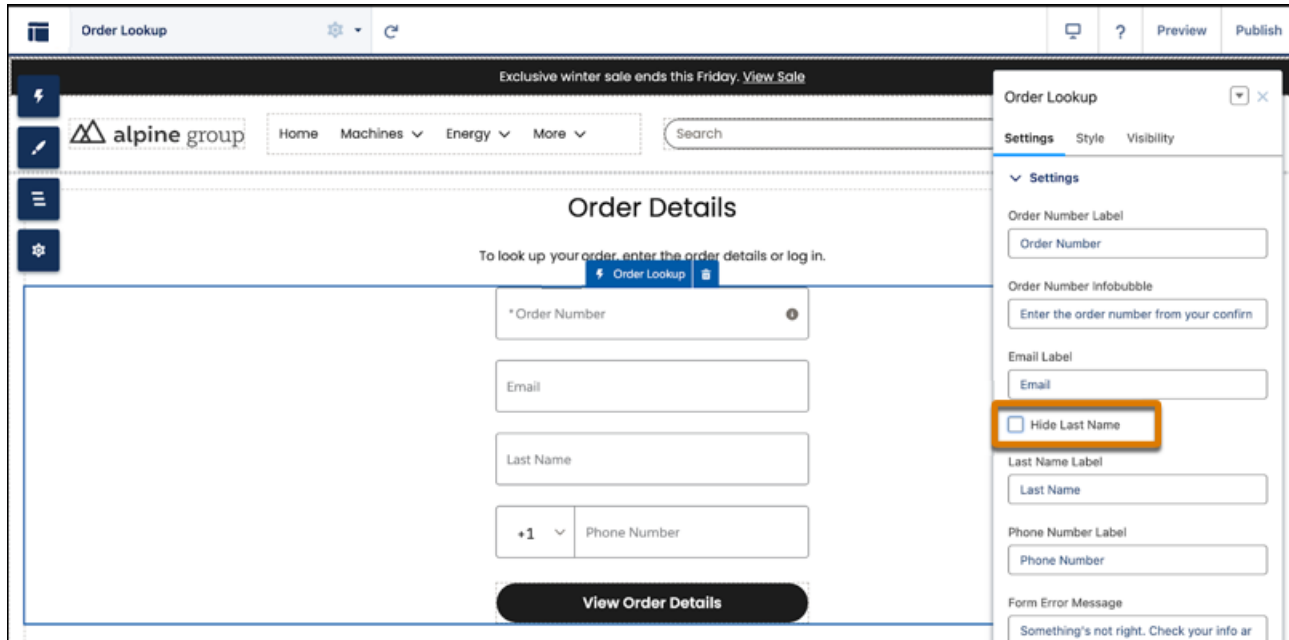 Order Lookup
?
Preview
Publish
Exclusive winter sale ends this Friday. View Sale
alpine group
Home
Machines
Energy
More
Search
Order Details
To look up your order, enter the order details or log in.
Order Lookup
*Order Number
Email
Last Name
+1
Phone Number
View Order Details
Order Lookup
Settings
Style
Visibility
Settings
Order Number Label
Order Number
Order Number Infobubble
Enter the order number from your confirn
Email Label
Email
Hide Last Name
Last Name Label
Last Name
Phone Number Label
Phone Number
Form Error Message
Something's not right. Check your info ar